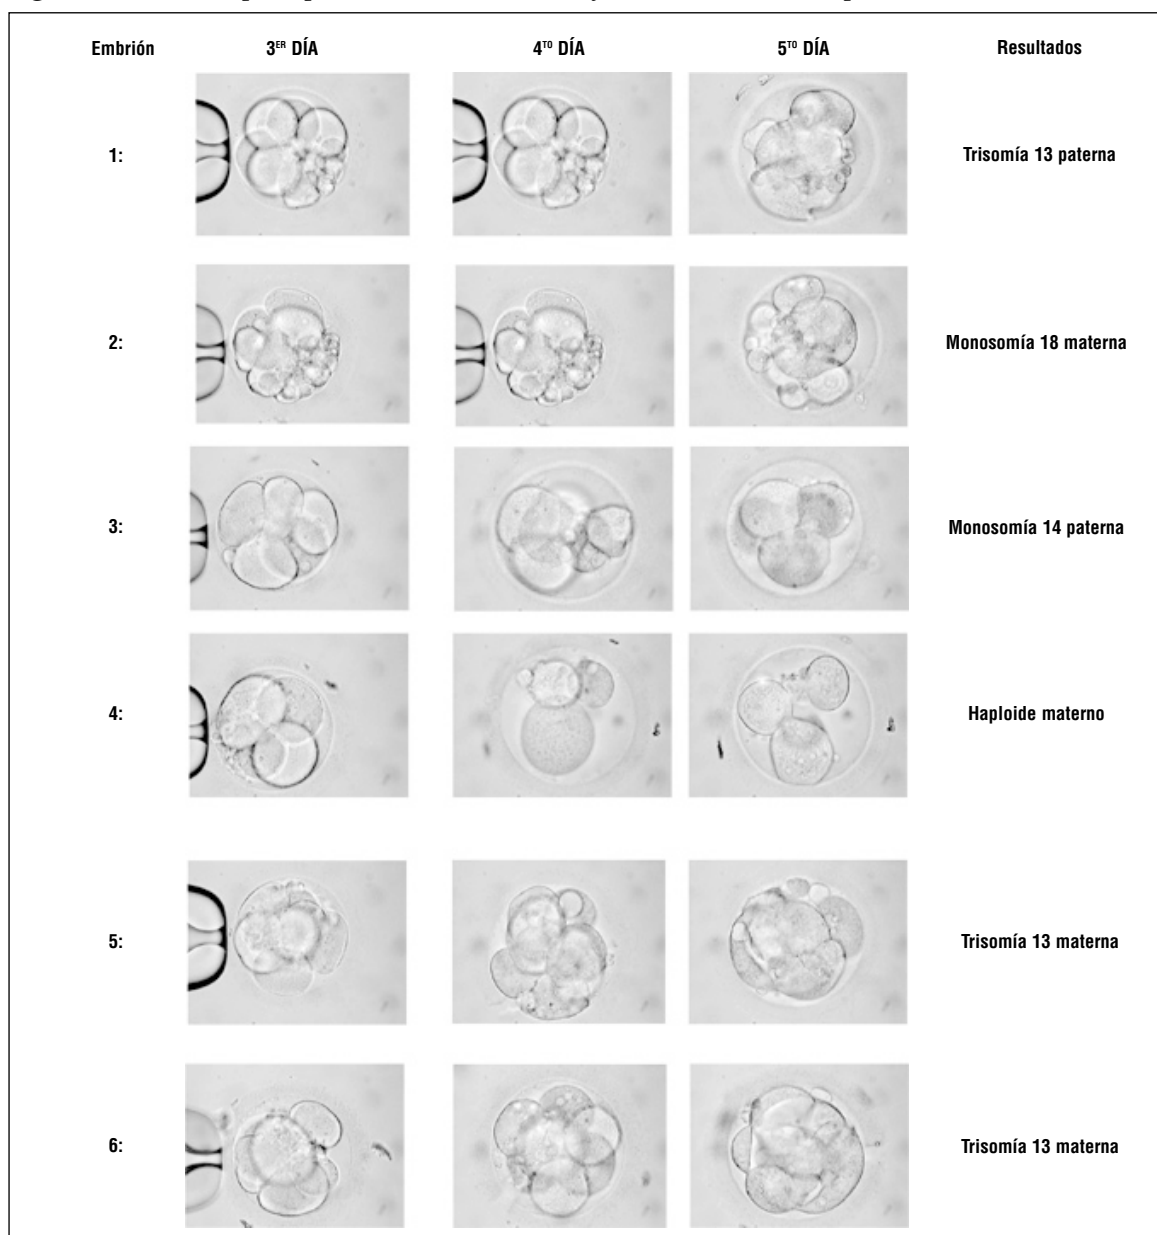 Embrión 3ER DÍA 4TO DÍA 5TO DÍA Resultados
1: Trisomía 13 paterna
2: Monosomía 18 materna
3: Monosomía 14 paterna
4: Haploide materno
5: Trisomía 13 materna
6: Trisomía 13 materna